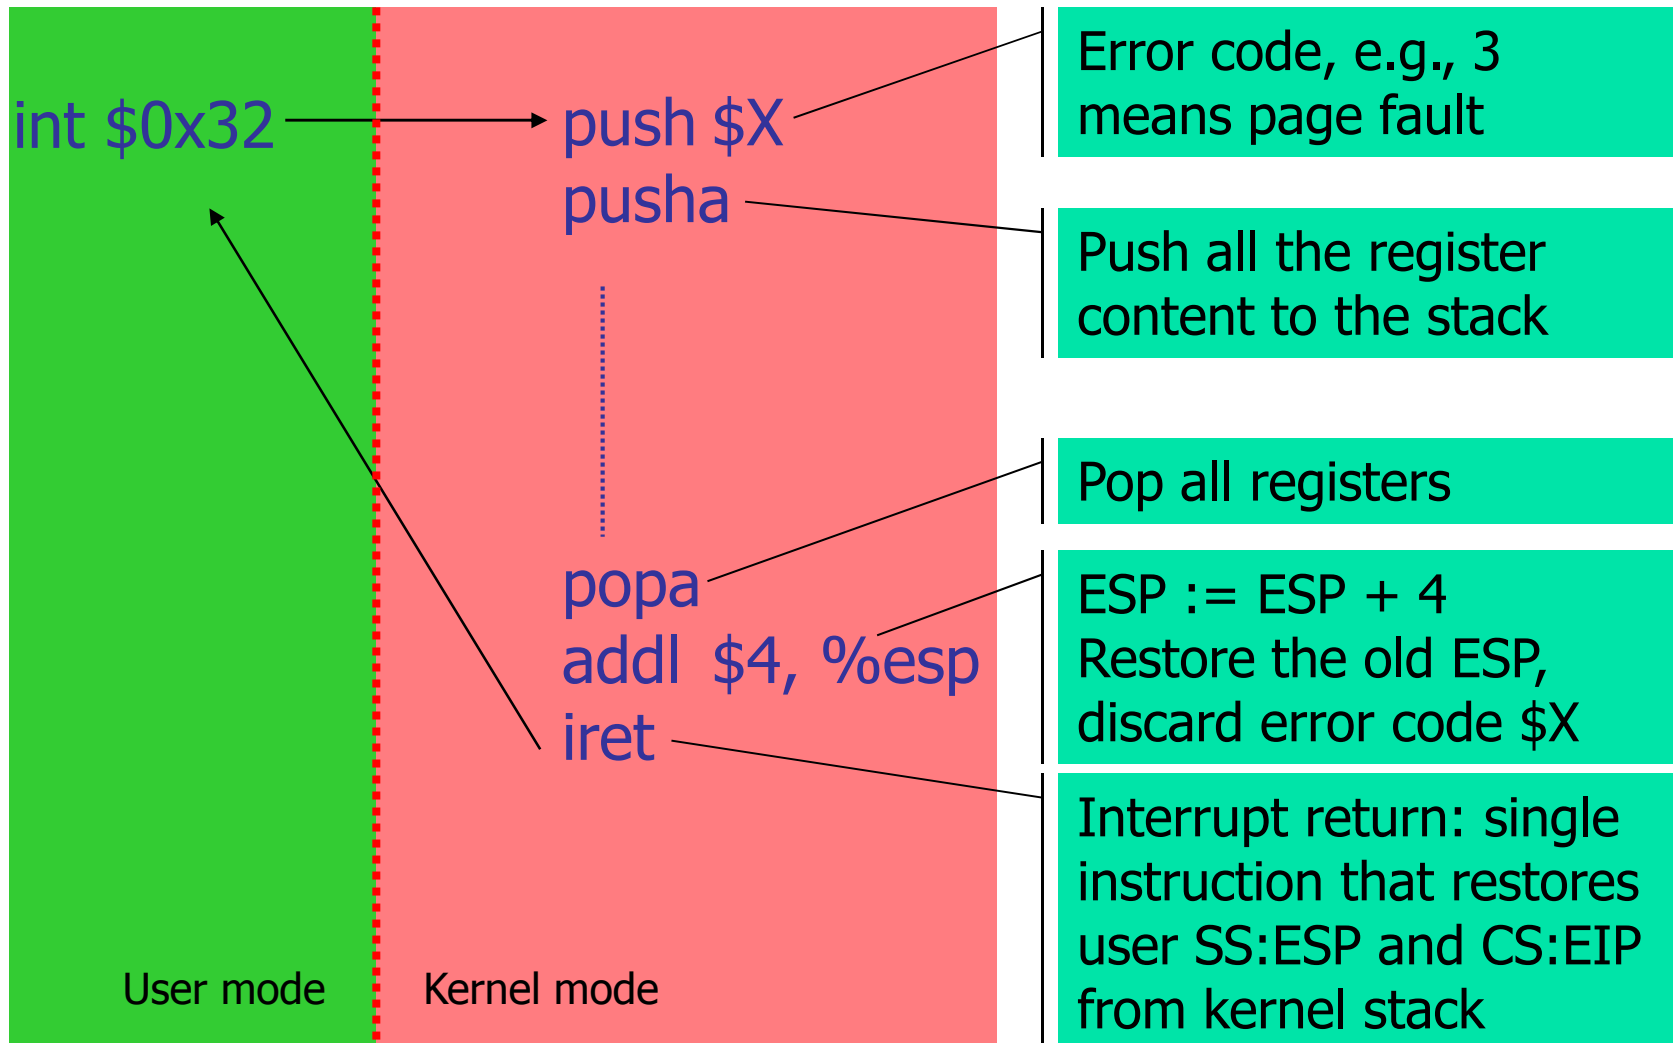 int $0x32
push $X
pusha
popa
addl $4, %esp
iret
User mode
Kernel mode
Error code, e.g., 3
means page fault
Push all the register
content to the stack
Pop all registers
ESP := ESP + 4
Restore the old ESP,
discard error code $X
Interrupt return: single
instruction that restores
user SS:ESP and CS:EIP
from kernel stack